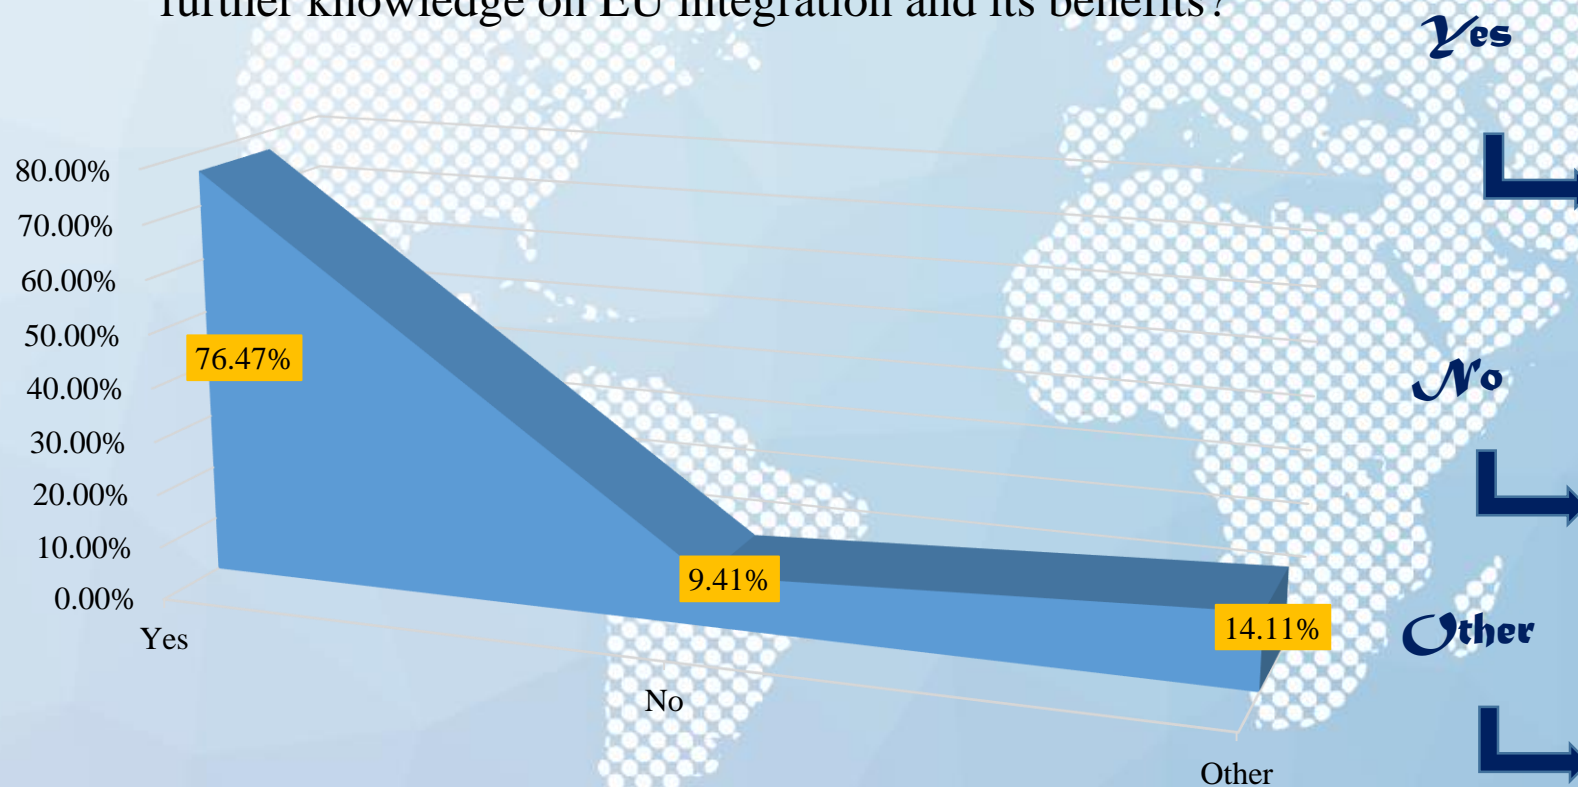 further knowledge on EU integration and its benefits?
80.00%
70.00%
60.00%
50.00%
40.00%
30.00%
20.00%
10.00%
0.00%
76.47%
9.41%
14.11%
Yes
No
Other
Yes
No
Other